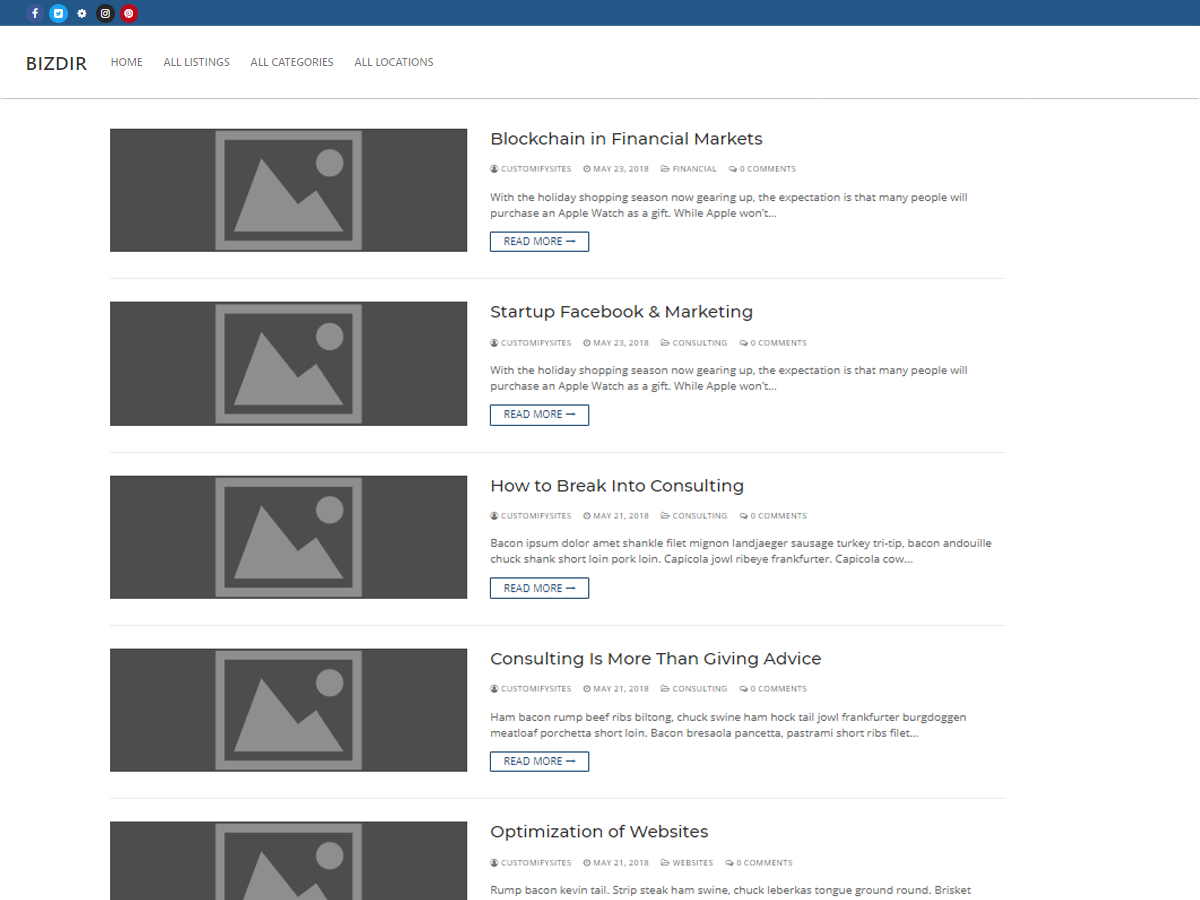 BIZDIR HOME ALL LISTINGS ALL CATEGORIES ALL LOCATIONS
Blockchain in Financial Markets
CUSTOMIFYSITES MAY 23, 2018 FINANCIAL 0 COMMENTS
With the holiday shopping season now gearing up, the expectation is that many people will
purchase an Apple Watch as a gift. While Apple won't...
READ MORE →
Startup Facebook & Marketing
CUSTOMIFYSITES MAY 23, 2018 CONSULTING 0 COMMENTS
With the holiday shopping season now gearing up, the expectation is that many people will
purchase an Apple Watch as a gift. While Apple won't...
READ MORE →
How to Break Into Consulting
CUSTOMIFYSITES MAY 21, 2018 CONSULTING 0 COMMENTS
Bacon ipsum dolor amet shankle filet mignon landjaeger sausage turkey tri-tip, bacon andouille
chuck shank short loin pork loin. Capicola jowl ribeye frankfurter. Capicola cow...
READ MORE →
Consulting Is More Than Giving Advice
CUSTOMIFYSITES MAY 21, 2018 CONSULTING 0 COMMENTS
Ham bacon rump beef ribs biltong, chuck swine ham hock tail jowl frankfurter burgdoggen
meatloaf porchetta short loin. Bacon bresaola pancetta, pastrami short ribs filet...
READ MORE →
Optimization of Websites
CUSTOMIFYSITES MAY 21, 2018 WEBSITES 0 COMMENTS
Rump bacon kevin tail. Strip steak ham swine, chuck leberkas tongue ground round. Brisket